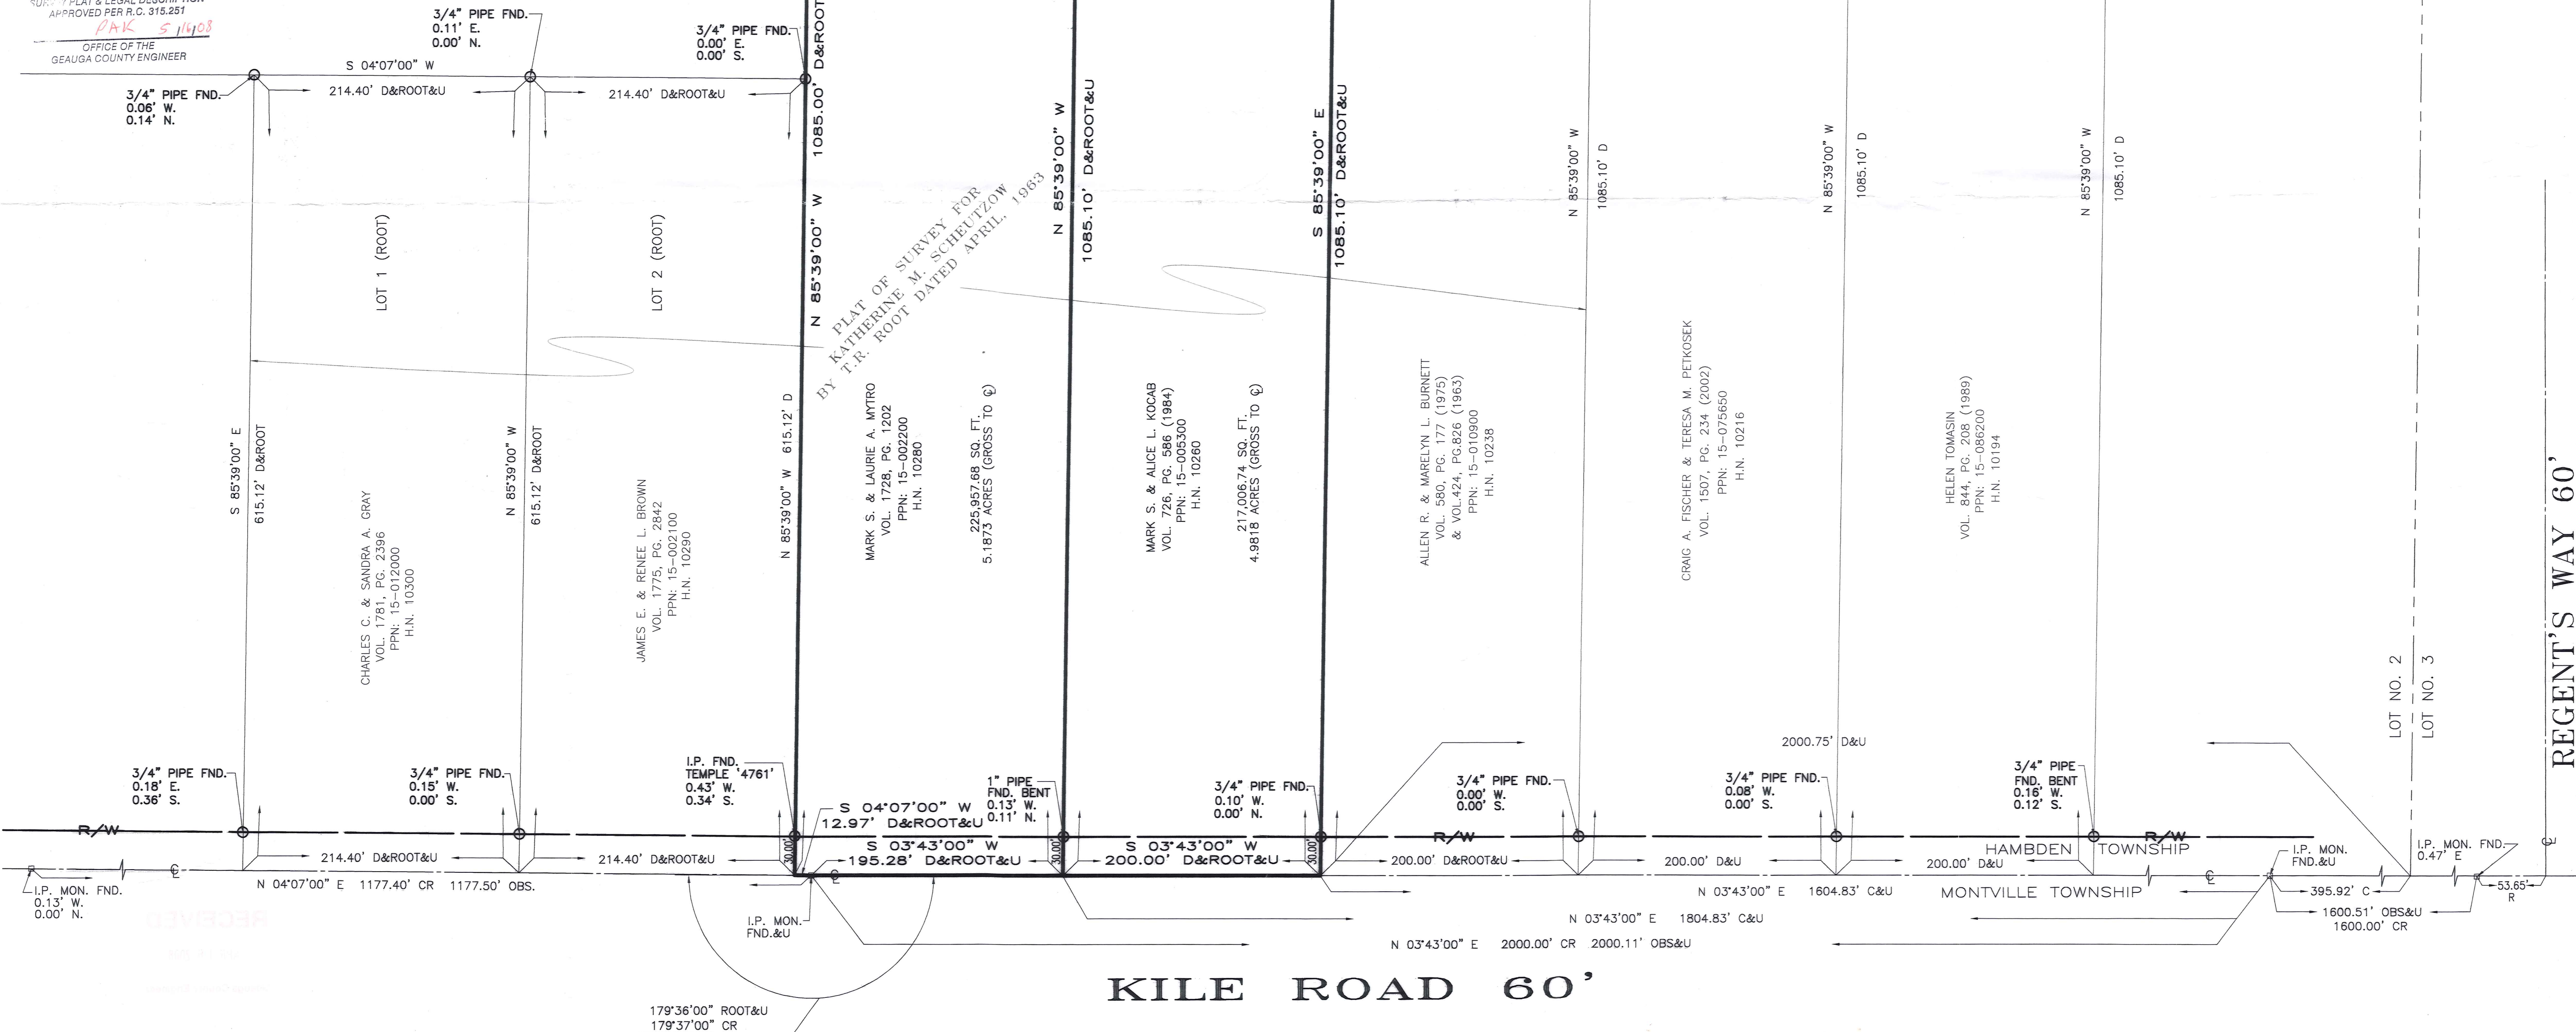 SURVEY PLAT & LEGAL DESCRIPTION
APPROVED PER R.C. 315.251
PAK 5/16/08
OFFICE OF THE
GEAUGA COUNTY ENGINEER
3/4" PIPE FND.
0.11' E.
0.00' N.
3/4" PIPE FND.
0.00' E.
0.00' S.
S 04°07'00" W
3/4" PIPE FND.
0.06' W.
0.14' N.
214.40' D&ROOT&U
214.40' D&ROOT&U
N 85°39'00" W 1085.00' D&ROOT
N 85°39'00" W
1085.10' D&ROOT&U
S 85°39'00" E
1085.10' D&ROOT&U
N 85°39'00" W
1085.10' D
N 85°39'00" W
1085.10' D
N 85°39'00" W
1085.10' D
LOT 1 (ROOT)
LOT 2 (ROOT)
PLAT OF SURVEY FOR
KATHERINE M. SCHEUTZOW
BY T.R. ROOT DATED APRIL, 1963
S 85°39'00" E
615.12' D&ROOT
N 85°39'00" W
615.12' D&ROOT
N 85°39'00" W 615.12' D
CHARLES C. & SANDRA A. GRAY
VOL. 1781, PG. 2396
PPN: 15-012000
H.N. 10300
JAMES E. & RENEE L. BROWN
VOL. 1775, PG. 2842
PPN: 15-002100
H.N. 10290
MARK S. & LAURIE A. MYTRO
VOL. 1728, PG. 1202
PPN: 15-002200
H.N. 10280
225,957.68 SQ. FT.
5.1873 ACRES (GROSS TO ℄)
MARK S. & ALICE L. KOCAB
VOL. 726, PG. 586 (1984)
PPN: 15-005300
H.N. 10260
217,006.74 SQ. FT.
4.9818 ACRES (GROSS TO ℄)
ALLEN R. & MARELYN L. BURNETT
VOL. 580, PG. 177 (1975)
& VOL.424, PG.826 (1963)
PPN: 15-010900
H.N. 10238
CRAIG A. FISCHER & TERESA M. PETKOSEK
VOL. 1507, PG. 234 (2002)
PPN: 15-075650
H.N. 10216
HELEN TOMASIN
VOL. 844, PG. 208 (1989)
PPN: 15-086200
H.N. 10194
LOT NO. 2
LOT NO. 3
REGENT'S WAY 60'
2000.75' D&U
3/4" PIPE FND.
0.18' E.
0.36' S.
3/4" PIPE FND.
0.15' W.
0.00' S.
I.P. FND.
TEMPLE '4761'
0.43' W.
0.34' S.
1" PIPE
FND. BENT
0.13' W.
0.11' N.
3/4" PIPE FND.
0.10' W.
0.00' N.
3/4" PIPE FND.
0.00' W.
0.00' S.
3/4" PIPE FND.
0.08' W.
0.00' S.
3/4" PIPE
FND. BENT
0.16' W.
0.12' S.
S 04°07'00" W
12.97' D&ROOT&U
R/W
R/W
R/W
30.00'
30.00'
30.00'
S 03°43'00" W
195.28' D&ROOT&U
S 03°43'00" W
200.00' D&ROOT&U
214.40' D&ROOT&U
214.40' D&ROOT&U
200.00' D&ROOT&U
200.00' D&U
200.00' D&U
HAMBDEN TOWNSHIP
MONTVILLE TOWNSHIP
I.P. MON.
FND.&U
I.P. MON. FND.
0.47' E
℄
℄
℄
℄
I.P. MON. FND.
0.13' W.
0.00' N.
N 04°07'00" E 1177.40' CR 1177.50' OBS.
I.P. MON.
FND.&U
N 03°43'00" E 1604.83' C&U
N 03°43'00" E 1804.83' C&U
N 03°43'00" E 2000.00' CR 2000.11' OBS&U
395.92' C
53.65'
R
1600.51' OBS&U
1600.00' CR
KILE ROAD 60'
179°36'00" ROOT&U
179°37'00" CR